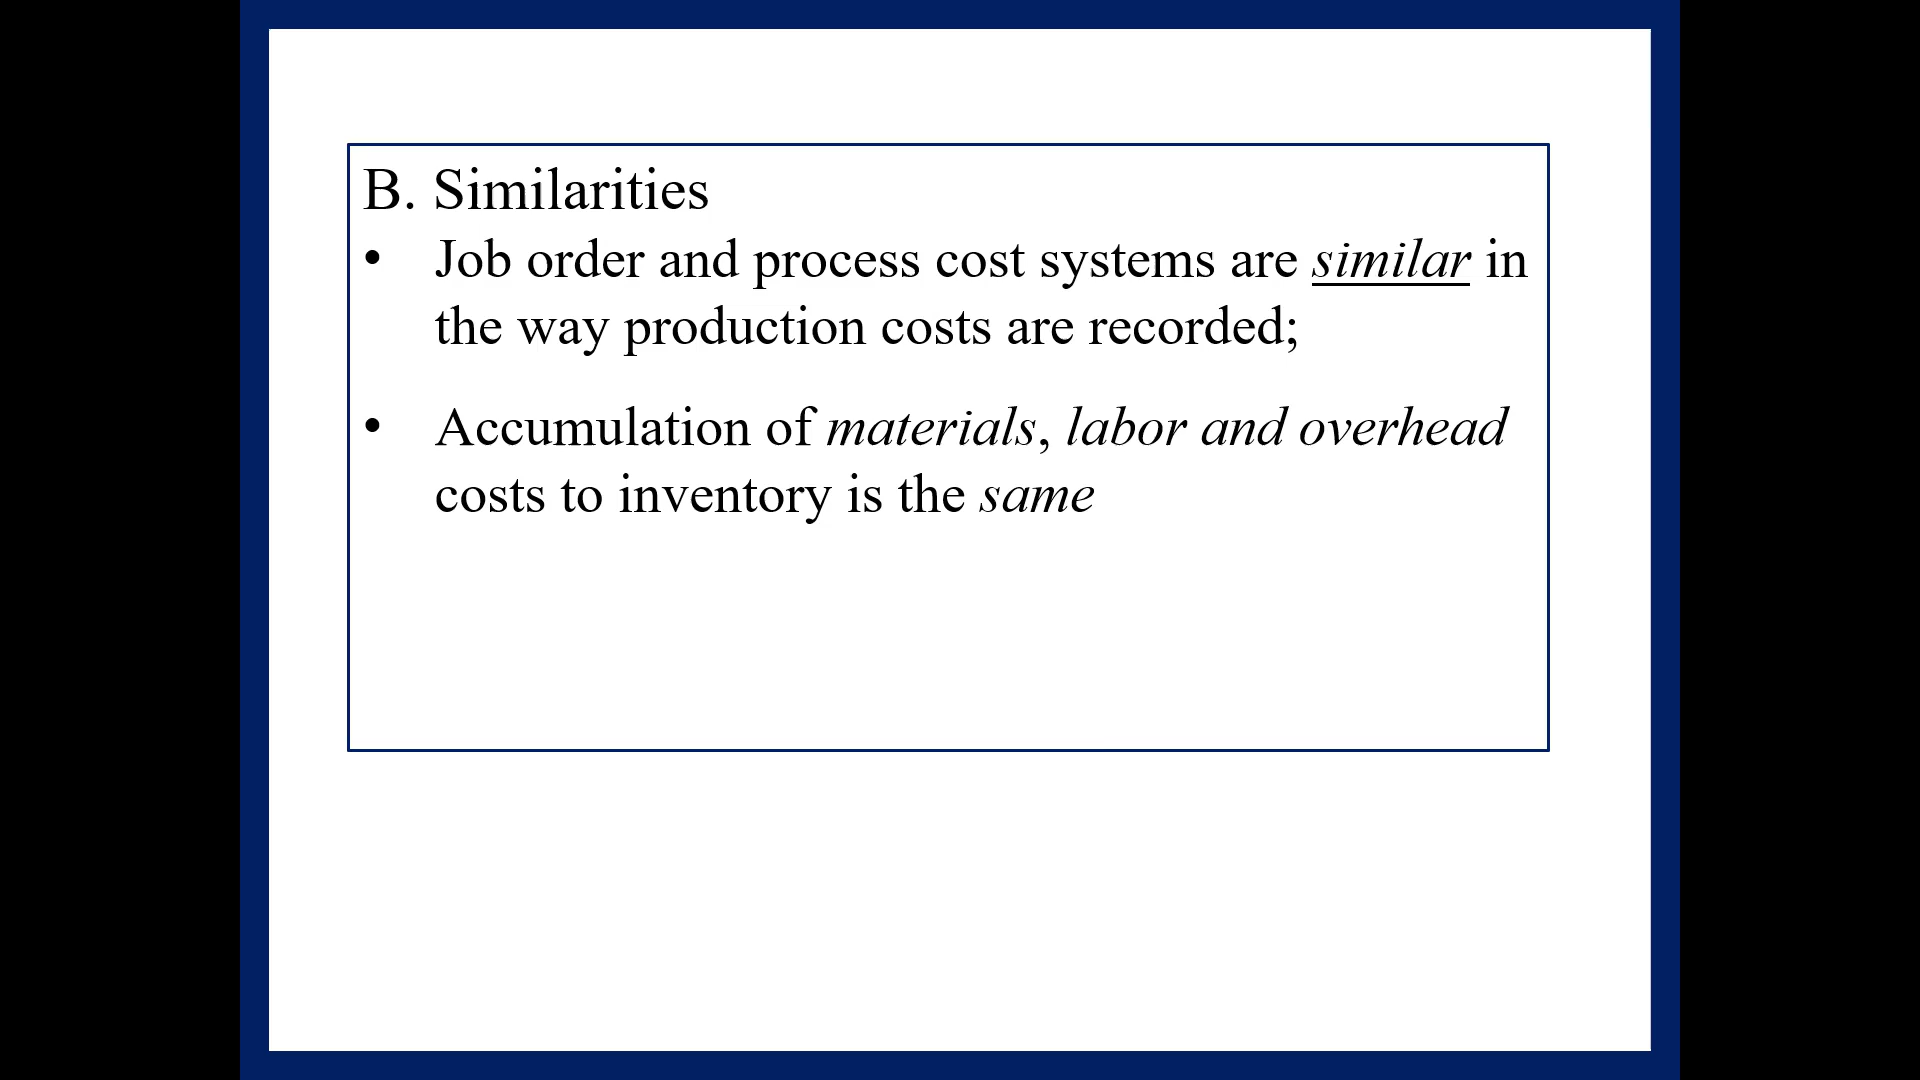 B. Similarities
• Job order and process cost systems are similar in
the way production costs are recorded;
• Accumulation of materials, labor and overhead
costs to inventory is the same